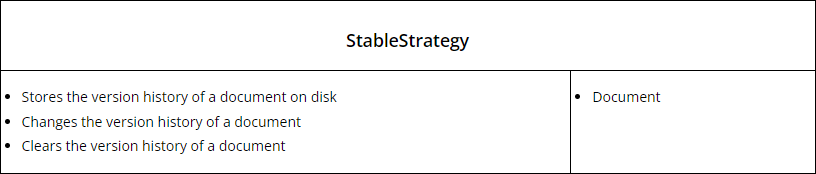 StableStrategy
• Stores the version history of a document on disk
• Changes the version history of a document
• Clears the version history of a document
• Document